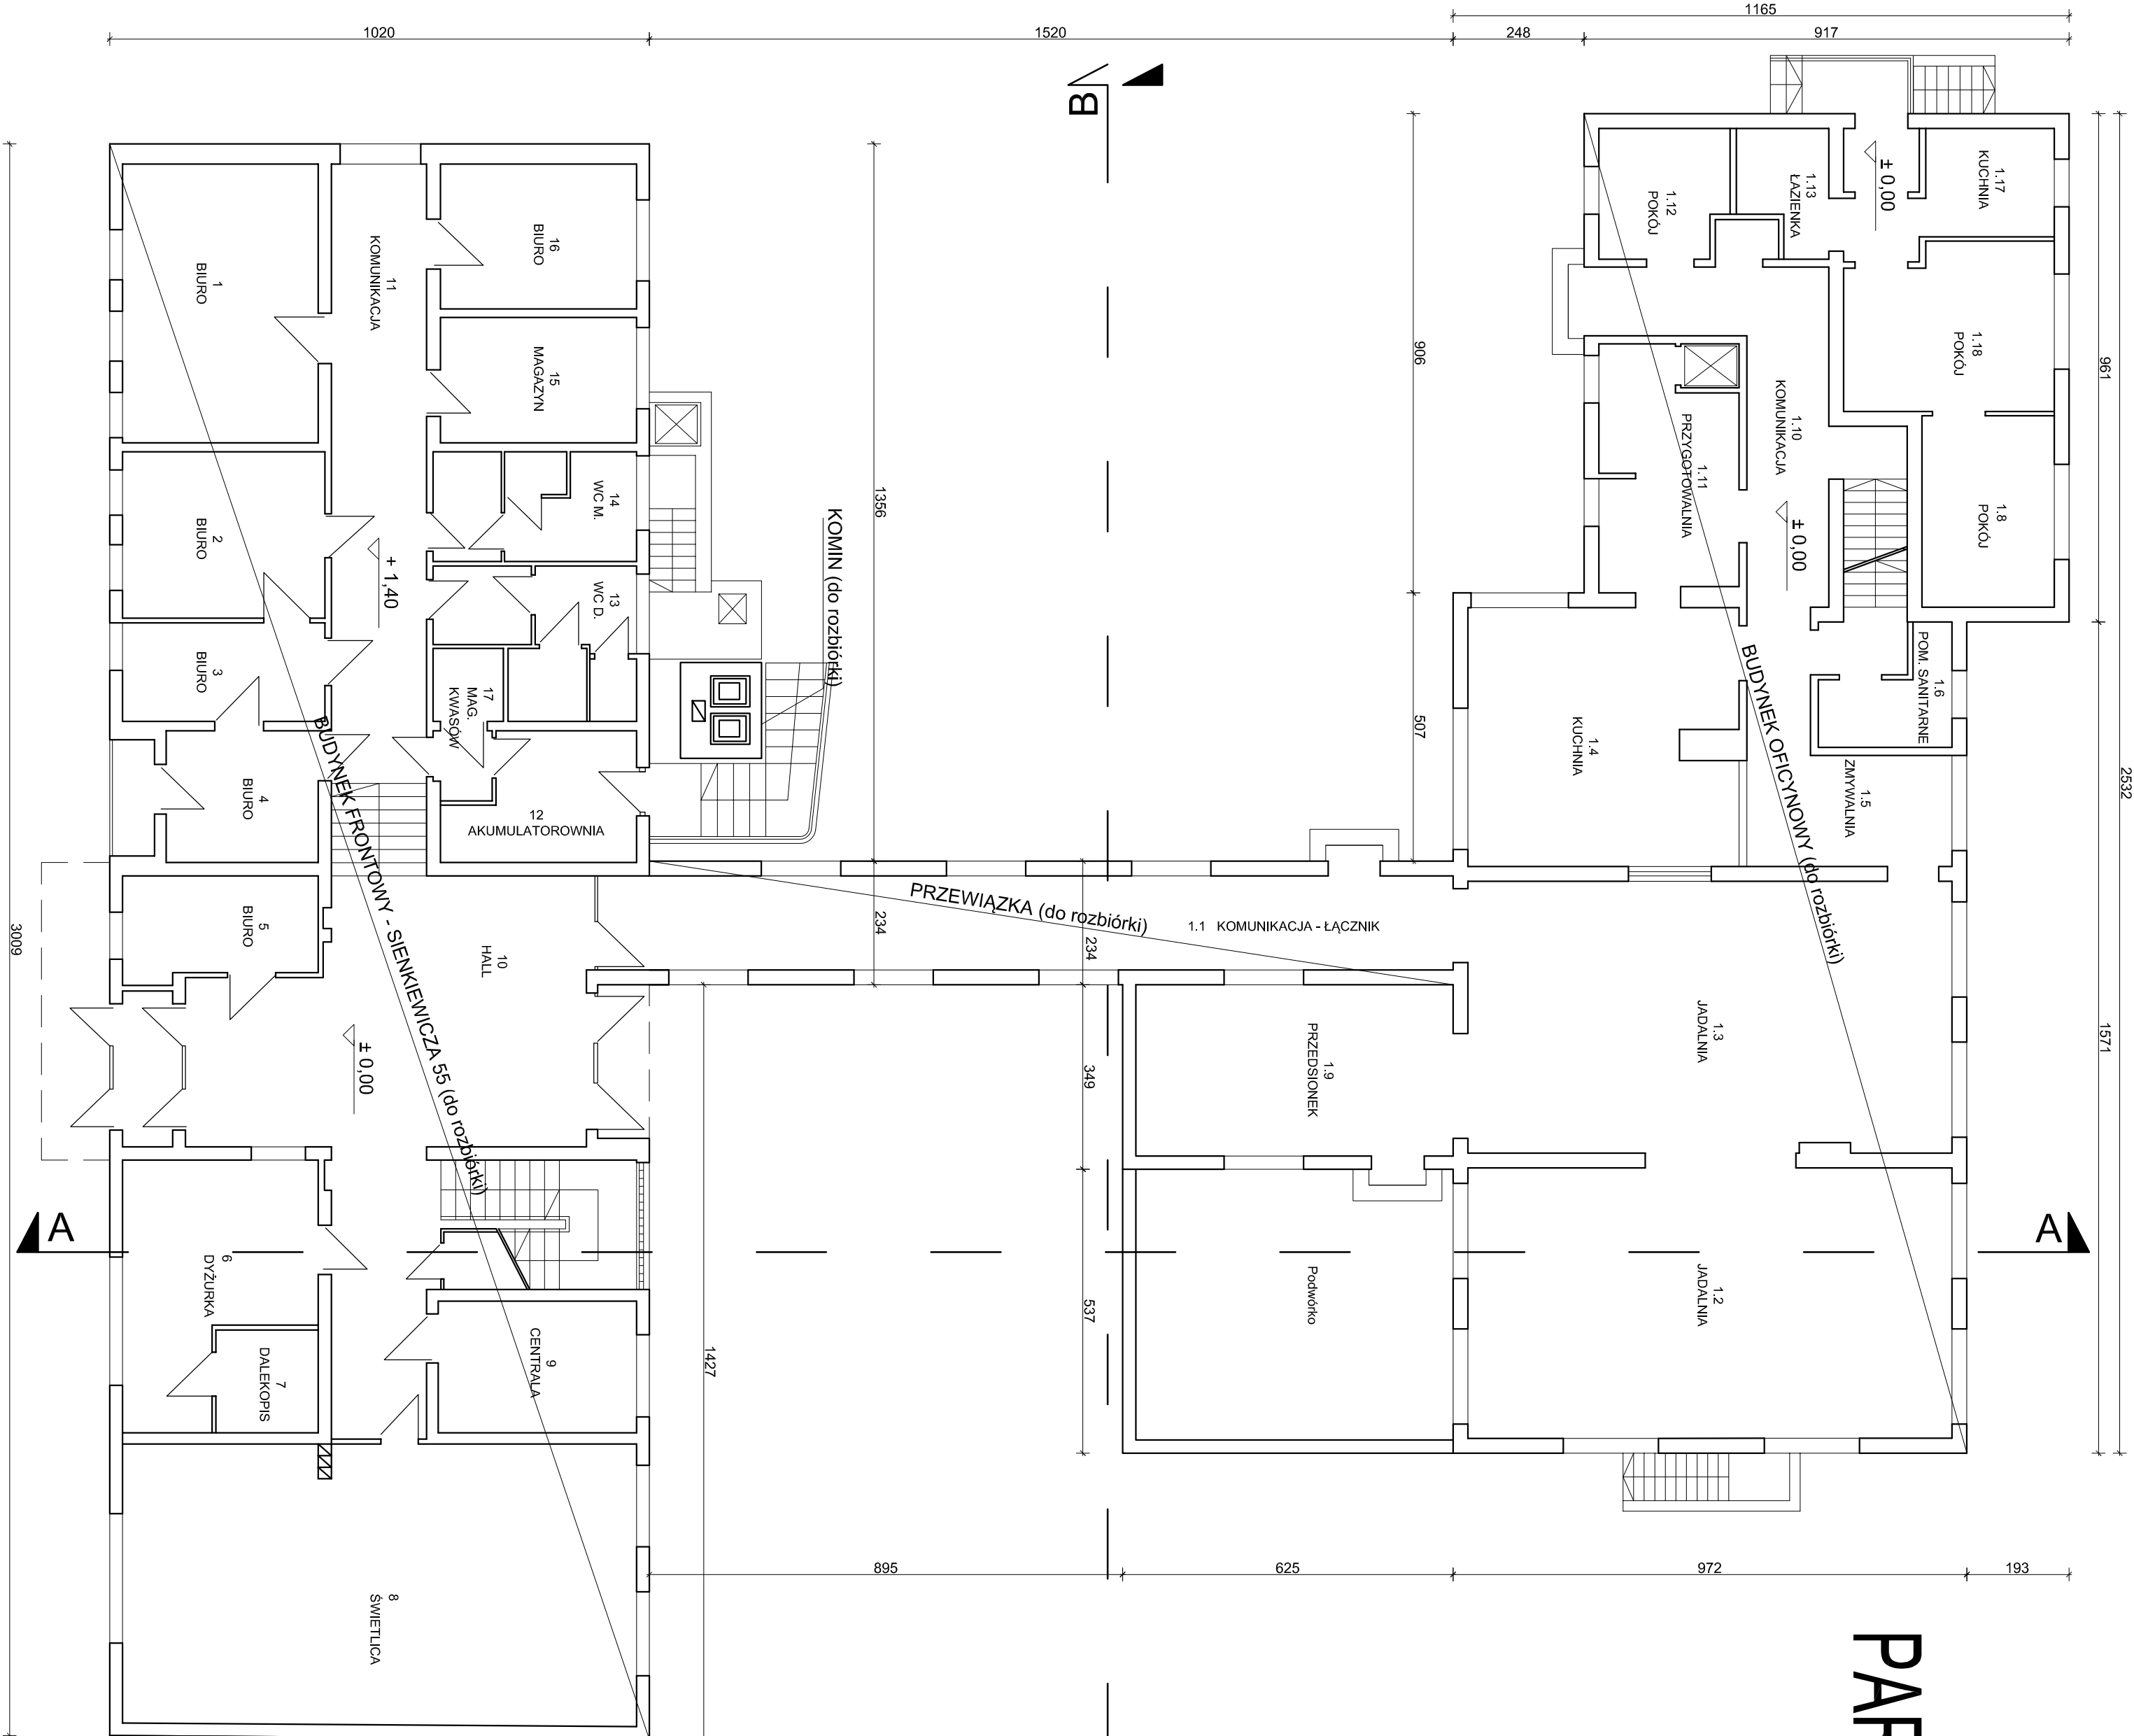 1165
1020
1520
248
917
B
± 0,00
1.17
KUCHNIA
1.13
ŁAZIENKA
1.12
POKÓJ
1.18
POKÓJ
961
906
2532
1.10
KOMUNIKACJA
1.11
PRZYGOTOWALNIA
± 0,00
1.8
POKÓJ
1.6
POM. SANITARNE
1.4
KUCHNIA
507
1.5
ZMYWALNIA
BUDYNEK OFICYNOWY (do rozbiórki)
16
BIURO
11
KOMUNIKACJA
1
BIURO
15
MAGAZYN
1356
14
WC M.
KOMIN (do rozbiórki)
2
BIURO
+ 1,40
13
WC D.
3
BIURO
17
MAG.
KWASÓW
4
BIURO
12
AKUMULATOROWNIA
BUDYNEK FRONTOWY - SIENKIEWICZA 55 (do rozbiórki)
PRZEWIĄZKA (do rozbiórki)
1.1 KOMUNIKACJA - ŁĄCZNIK
234
234
5
BIURO
10
HALL
3009
± 0,00
1.3
JADALNIA
1571
1.9
PRZEDSIONEK
349
A
A
6
DYŻURKA
7
DALEKOPIS
9
CENTRALA
1427
537
Podwórko
1.2
JADALNIA
895
625
972
193
8
ŚWIETLICA